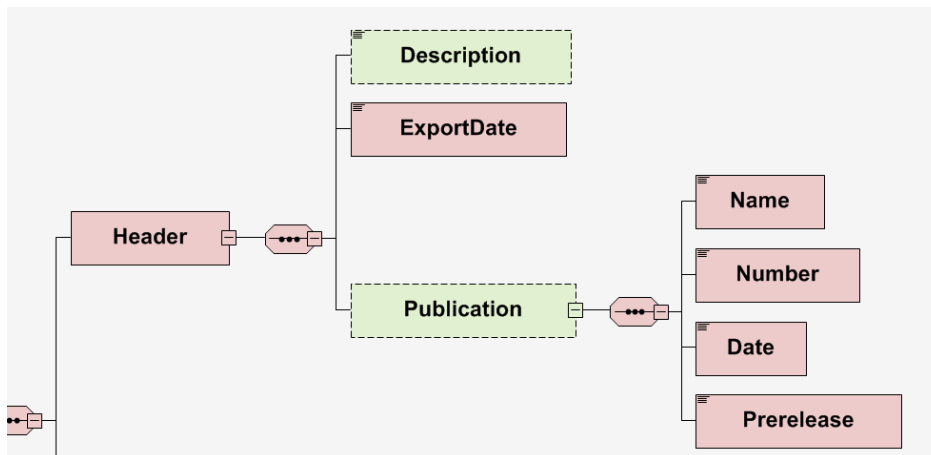 Description
ExportDate
Name
Header
Number
Publication
Date
Prerelease